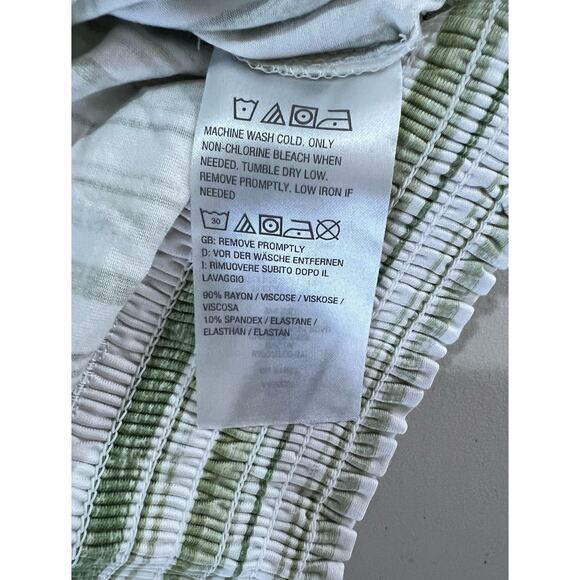 MACHINE WASH COLD. ONLY
NON-CHLORINE BLEACH WHEN
NEEDED. TUMBLE DRY LOW.
REMOVE PROMPTLY. LOW IRON IF
NEEDED
30
GB: REMOVE PROMPTLY
D: VOR DER WÄSCHE ENTFERNEN
I: RIMUOVERE SUBITO DOPO IL
LAVAGGIO
90% RAYON / VISCOSE / VISKOSE /
VISCOSA
10% SPANDEX / ELASTANE /
ELASTHAN / ELASTAN